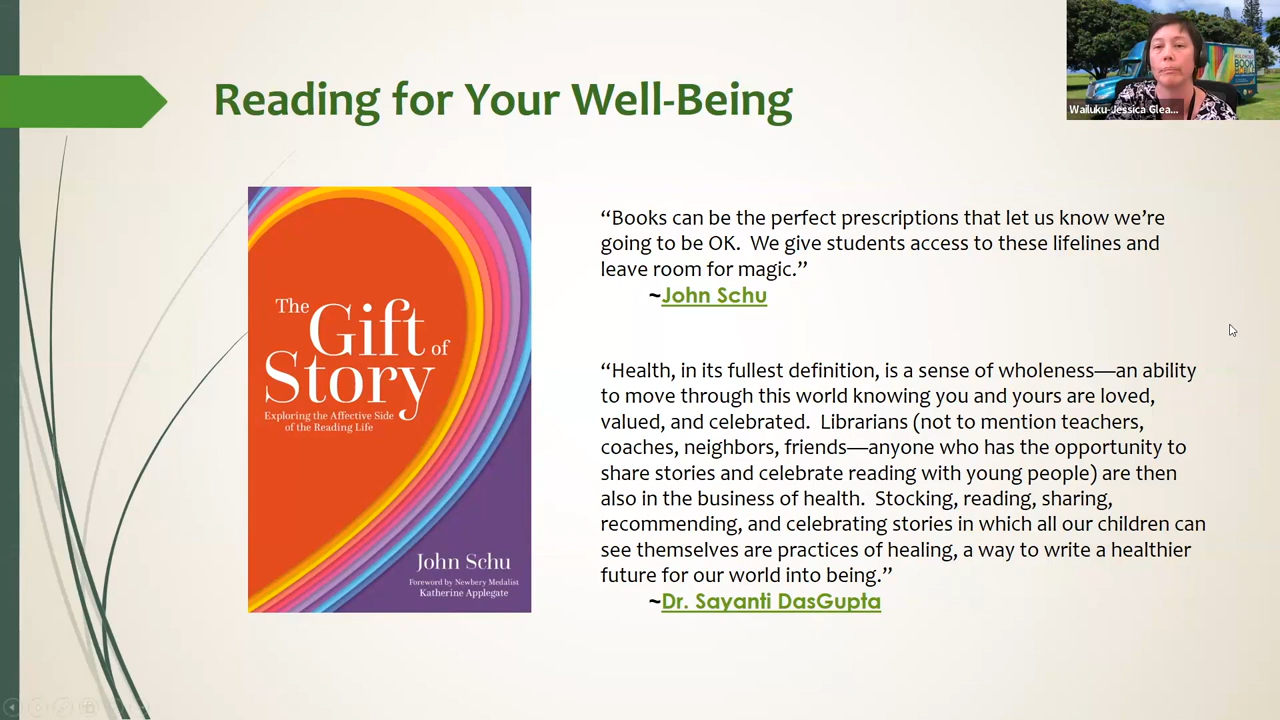 Reading for Your Well-Being
Wailuku-Jessica Glea...
BOOK
The
Gift
of
Story
Exploring the Affective Side
of the Reading Life
John Schu
Foreword by Newbery Medalist
Katherine Applegate
“Books can be the perfect prescriptions that let us know we’re
going to be OK.  We give students access to these lifelines and
leave room for magic.”
~John Schu
“Health, in its fullest definition, is a sense of wholeness—an ability
to move through this world knowing you and yours are loved,
valued, and celebrated.  Librarians (not to mention teachers,
coaches, neighbors, friends—anyone who has the opportunity to
share stories and celebrate reading with young people) are then
also in the business of health.  Stocking, reading, sharing,
recommending, and celebrating stories in which all our children can
see themselves are practices of healing, a way to write a healthier
future for our world into being.”
~Dr. Sayanti DasGupta